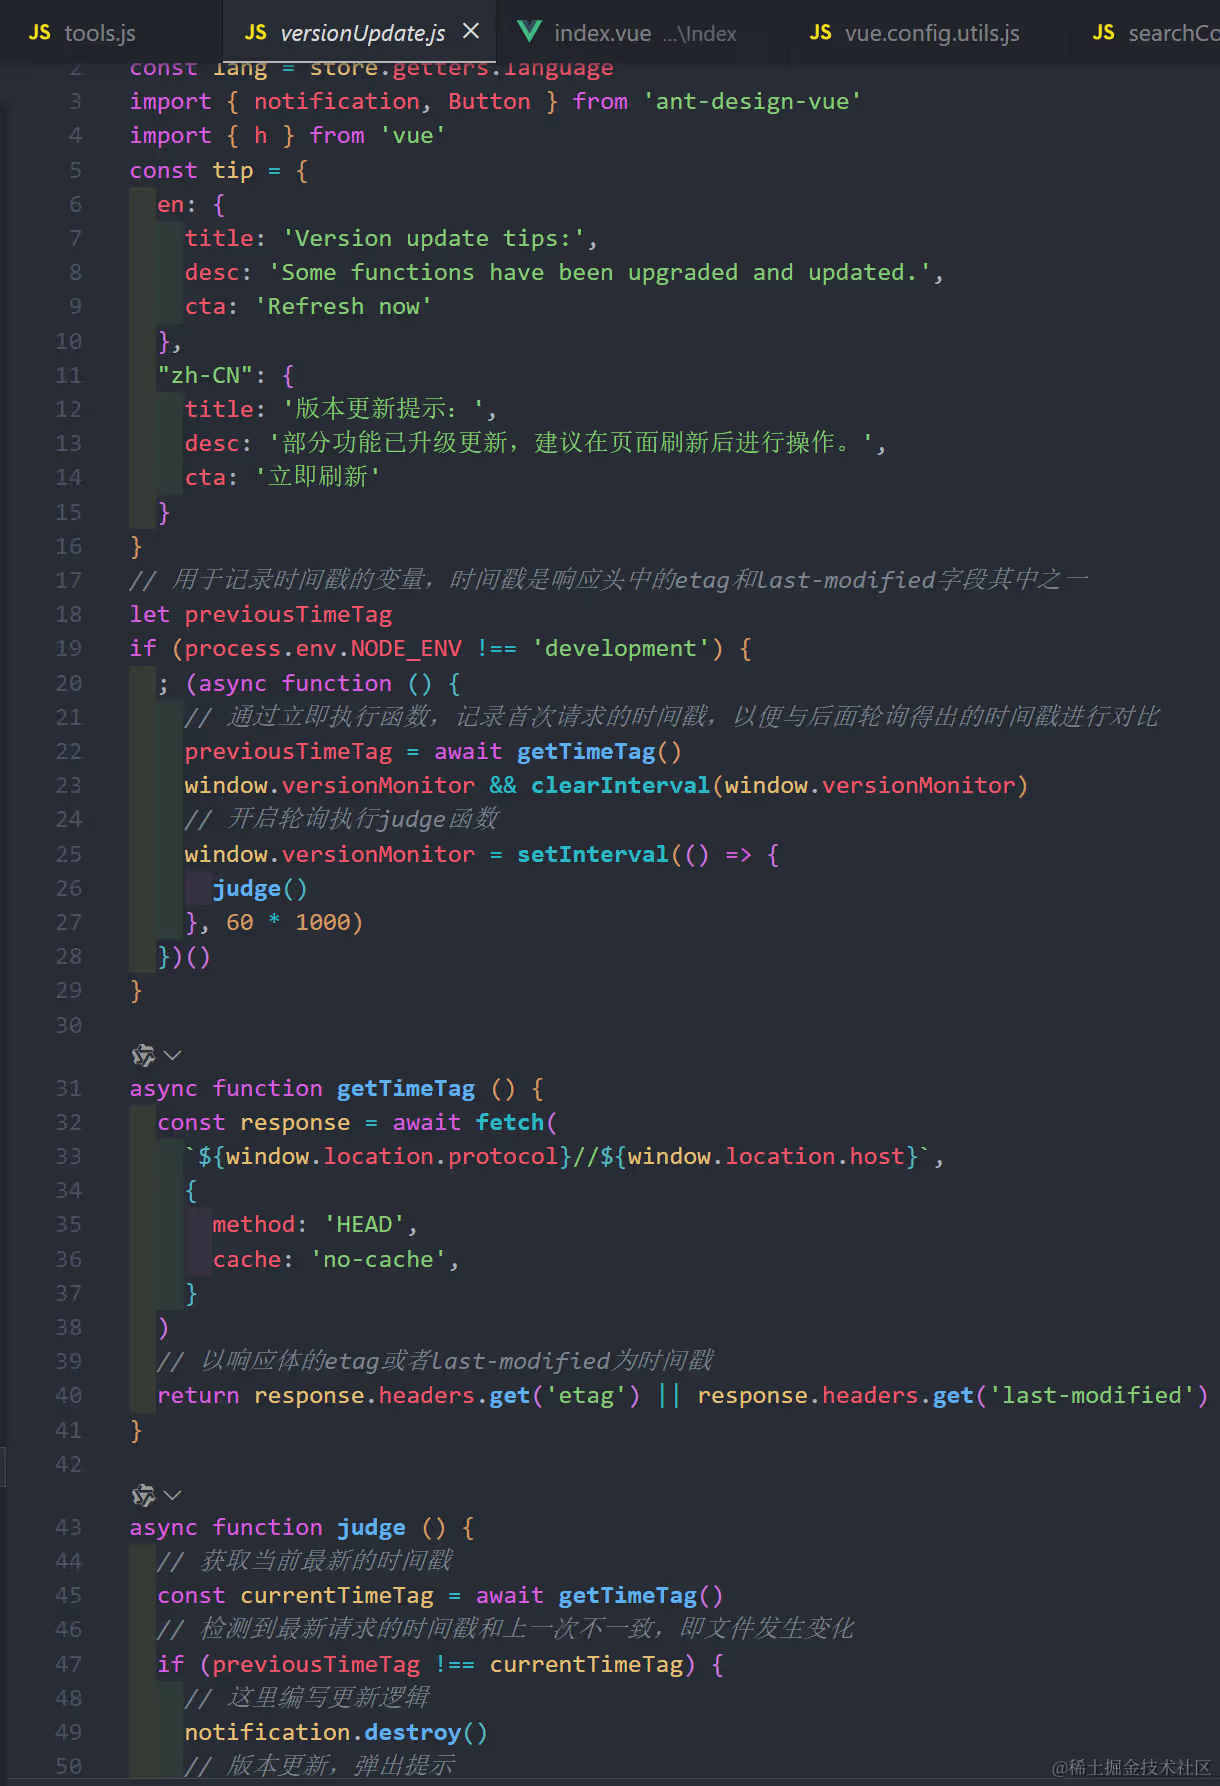 JS tools.js JS versionUpdate.js × index.vue ...\Index JS vue.config.utils.js JS searchCo
2 const lang = store.getters.language
3 import { notification, Button } from 'ant-design-vue'
4 import { h } from 'vue'
5 const tip = {
6 en: {
7 title: 'Version update tips:',
8 desc: 'Some functions have been upgraded and updated.',
9 cta: 'Refresh now'
10 },
11 "zh-CN": {
12 title: '版本更新提示：',
13 desc: '部分功能已升级更新，建议在页面刷新后进行操作。',
14 cta: '立即刷新'
15 }
16 }
17 // 用于记录时间戳的变量，时间戳是响应头中的etag和last-modified字段其中之一
18 let previousTimeTag
19 if (process.env.NODE_ENV !== 'development') {
20 ; (async function () {
21 // 通过立即执行函数，记录首次请求的时间戳，以便与后面轮询得出的时间戳进行对比
22 previousTimeTag = await getTimeTag()
23 window.versionMonitor && clearInterval(window.versionMonitor)
24 // 开启轮询执行judge函数
25 window.versionMonitor = setInterval(() => {
26 judge()
27 }, 60 * 1000)
28 })()
29 }
30
31 async function getTimeTag () {
32 const response = await fetch(
33 `${window.location.protocol}//${window.location.host}`,
34 {
35 method: 'HEAD',
36 cache: 'no-cache',
37 }
38 )
39 // 以响应体的etag或者last-modified为时间戳
40 return response.headers.get('etag') || response.headers.get('last-modified')
41 }
42
43 async function judge () {
44 // 获取当前最新的时间戳
45 const currentTimeTag = await getTimeTag()
46 // 检测到最新请求的时间戳和上一次不一致，即文件发生变化
47 if (previousTimeTag !== currentTimeTag) {
48 // 这里编写更新逻辑
49 notification.destroy()
50 // 版本更新，弹出提示
@稀土掘金技术社区